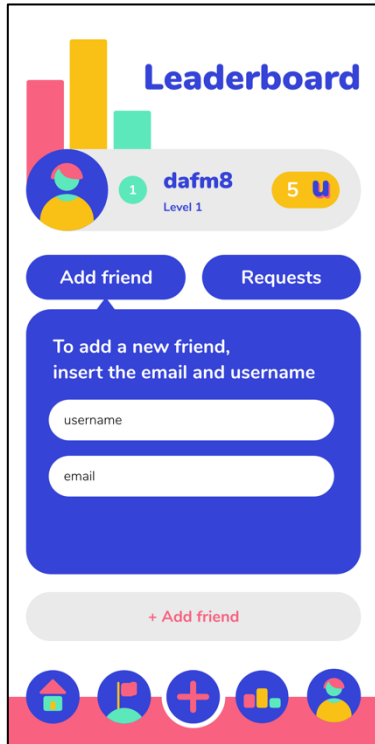 Leaderboard
1
dafm8
5 u
Level 1
Add friend
Requests
To add a new friend,
insert the email and username
username
email
+ Add friend